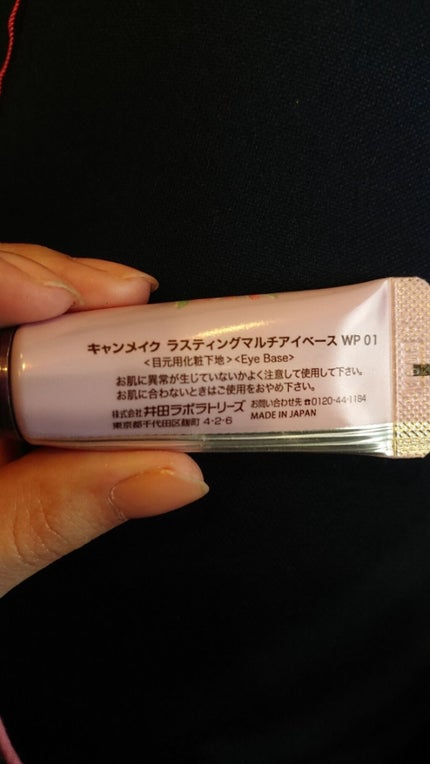 キャンメイク ラスティングマルチアイベース WP 01
<目元用化粧下地><Eye Base>
お肌に異常が生じていないかよく注意して使用して下さい。
お肌に合わないときはご使用をおやめ下さい。
株式会社 井田ラボラトリーズ お問い合わせ先 ☎0120-44-1184
東京都千代田区麹町 4-2-6 MADE IN JAPAN